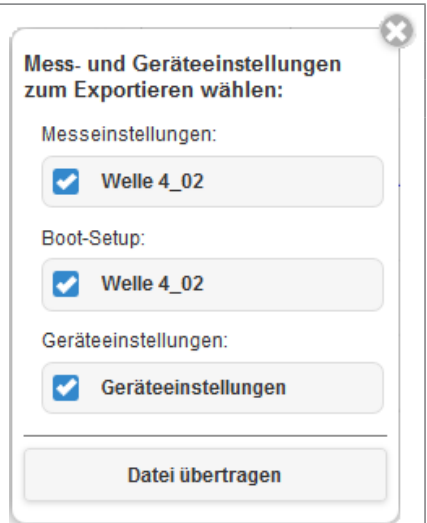 Mess- und Geräteeinstellungen
zum Exportieren wählen:
Messeinstellungen:
Welle 4_02
Boot-Setup:
Welle 4_02
Geräteeinstellungen:
Geräteeinstellungen
Datei übertragen